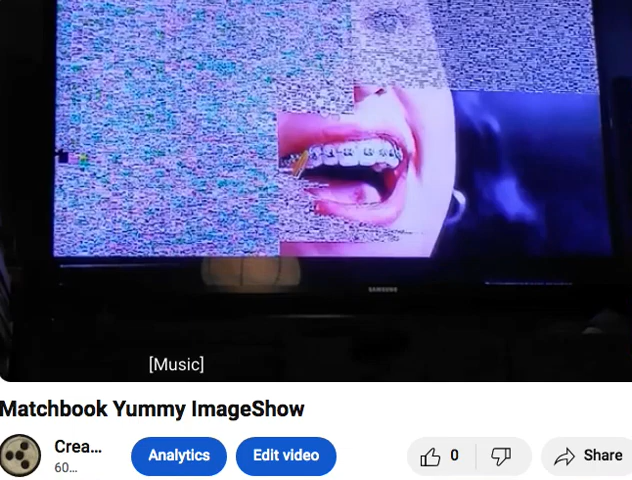 SAMSUNG
[Music]
Matchbook Yummy ImageShow
Crea...
60...
Analytics
Edit video
0
Share